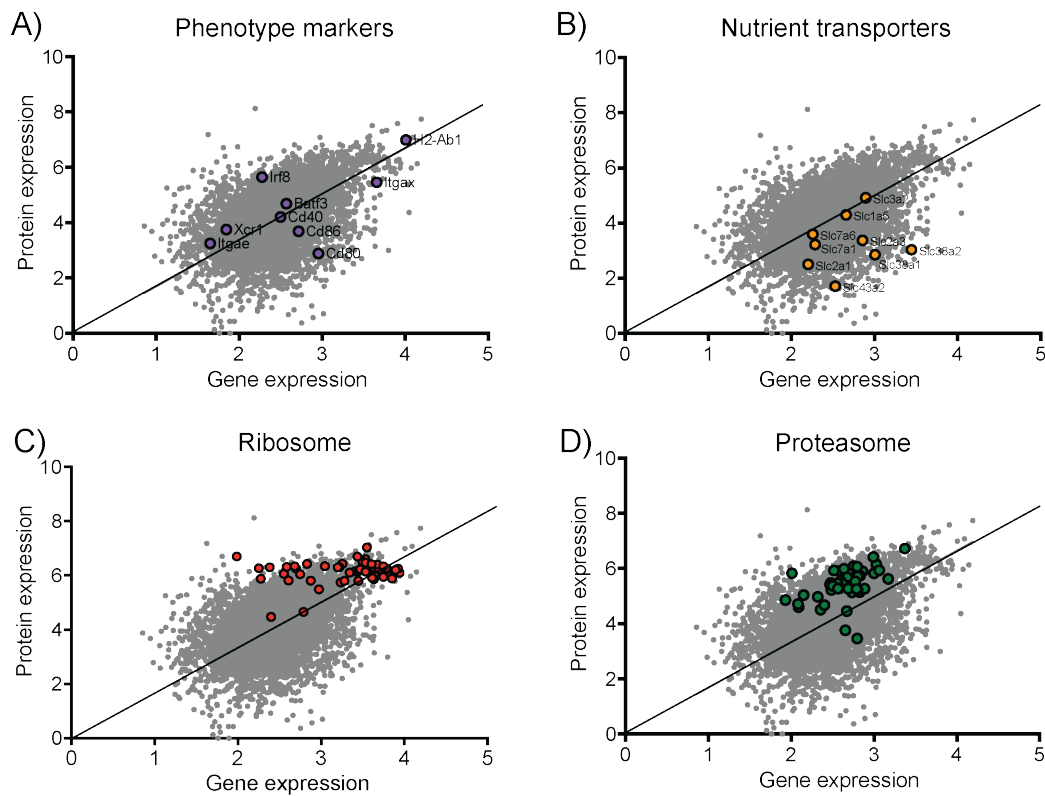 A)
Phenotype markers
Protein expression
10
8
6
4
2
0
H2-Ab1
Itgax
Irf8
Batf3
Cd40
Xcr1
Cd86
Itgae
Cd80
0 1 2 3 4 5
Gene expression
B)
Nutrient transporters
Protein expression
10
8
6
4
2
0
Slc1a5
Slc7a6
Slc7a1
Slc38a2
Slc2a1
Slc43a2
0 1 2 3 4 5
Gene expression
C)
Ribosome
Protein expression
10
8
6
4
2
0
0 1 2 3 4 5
Gene expression
D)
Proteasome
Protein expression
10
8
6
4
2
0
0 1 2 3 4 5
Gene expression